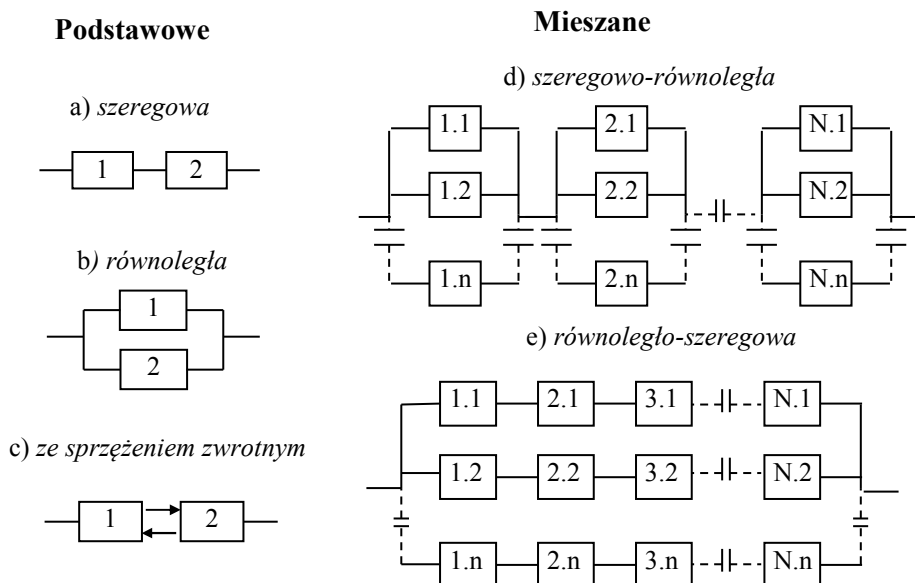 Podstawowe
a) szeregowa
1 2
b) równoległa
1
2
c) ze sprzężeniem zwrotnym
1 2
Mieszane
d) szeregowo-równoległa
1.1 2.1 N.1
1.2 2.2 N.2
1.n 2.n N.n
e) równoległo-szeregowa
1.1 2.1 3.1 N.1
1.2 2.2 3.2 N.2
1.n 2.n 3.n N.n